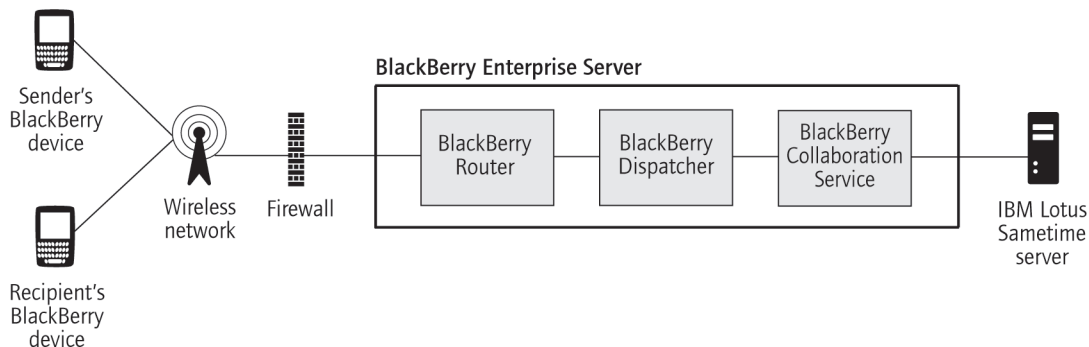 Sender's
BlackBerry
device
Recipient's
BlackBerry
device
Wireless
network
Firewall
BlackBerry Enterprise Server
BlackBerry
Router
BlackBerry
Dispatcher
BlackBerry
Collaboration
Service
IBM Lotus
Sametime
server